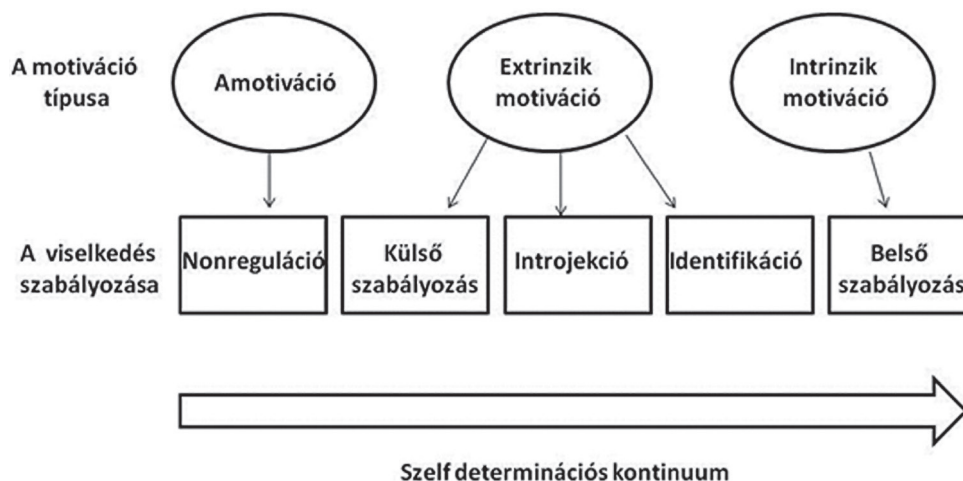 A motiváció
típusa
Amotiváció
Extrinzik
motiváció
Intrinzik
motiváció
A viselkedés
szabályozása
Nonreguláció
Külső
szabályozás
Introjekció
Identifikáció
Belső
szabályozás
Szelf determinációs kontinuum